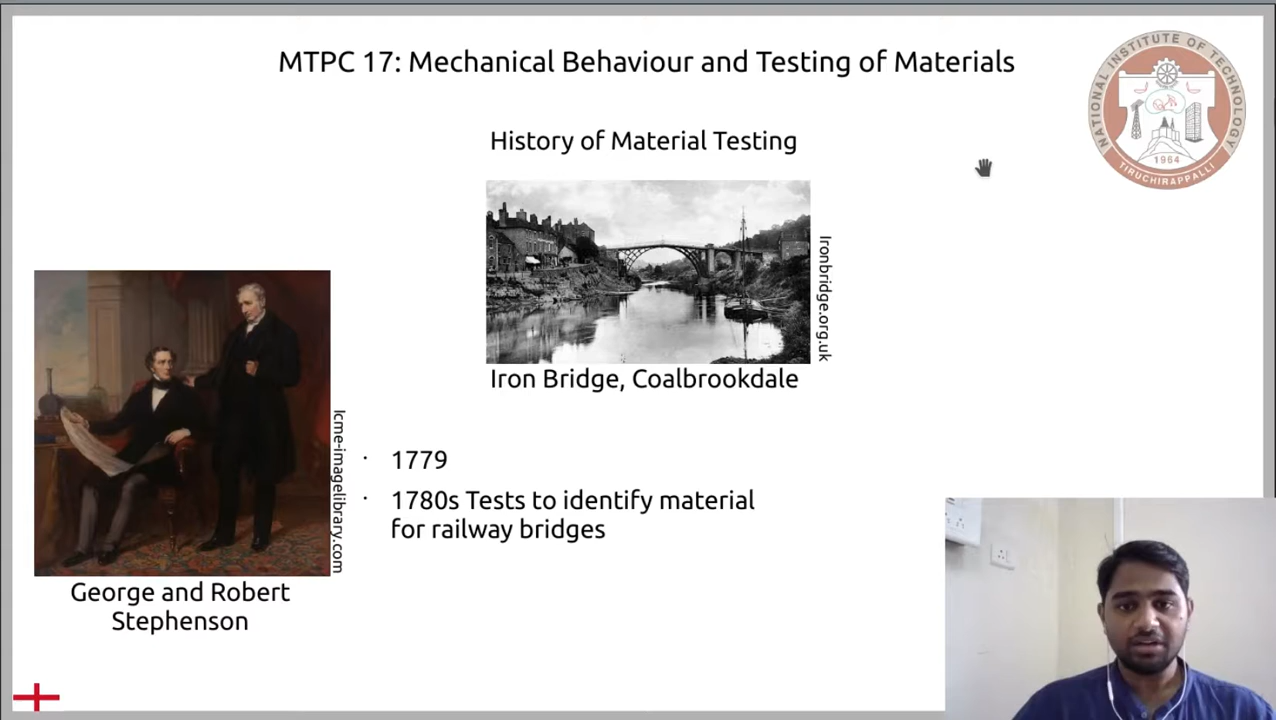 MTPC 17: Mechanical Behaviour and Testing of Materials
NATIONAL INSTITUTE OF TECHNOLOGY
1964
TIRUCHIRAPPALLI
History of Material Testing
Ironbridge.org.uk
Iron Bridge, Coalbrookdale
Icme-imagelibrary.com
George and Robert
Stephenson
· 1779
· 1780s Tests to identify material
for railway bridges